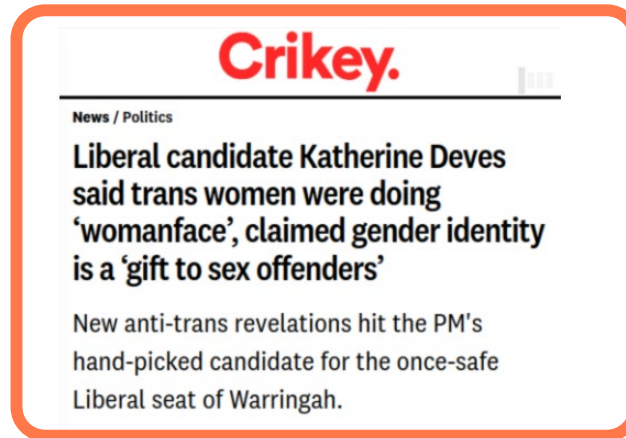 Crikey.
News / Politics
Liberal candidate Katherine Deves
said trans women were doing
‘womanface’, claimed gender identity
is a ‘gift to sex offenders’
New anti-trans revelations hit the PM's
hand-picked candidate for the once-safe
Liberal seat of Warringah.